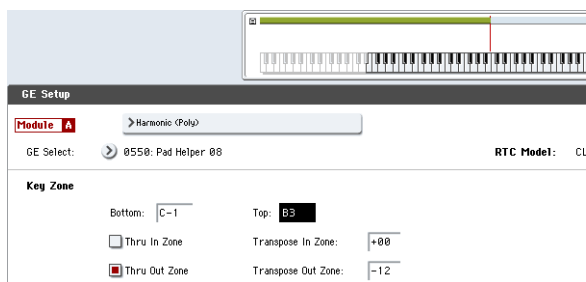 GE Setup
Module A
Harmonic (Poly)
GE Select: 0550: Pad Helper 08 RTC Model: CL
Key Zone
Bottom: C-1 Top: B3
Thru In Zone Transpose In Zone: +00
Thru Out Zone Transpose Out Zone: -12